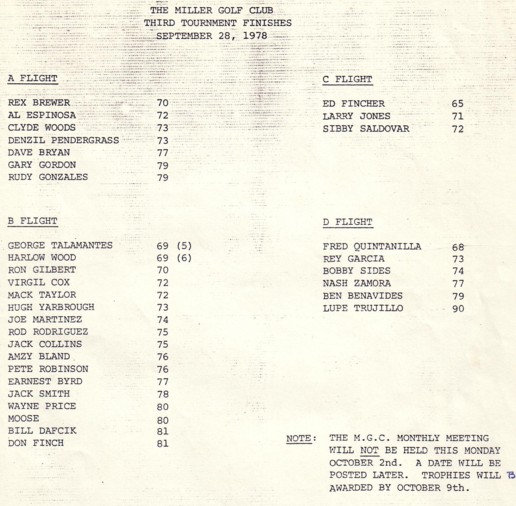 THE MILLER GOLF CLUB
THIRD TOURNMENT FINISHES
SEPTEMBER 28, 1978
A FLIGHT
REX BREWER 70
AL ESPINOSA 72
CLYDE WOODS 73
DENZIL PENDERGRASS 73
DAVE BRYAN 77
GARY GORDON 79
RUDY GONZALES 79
B FLIGHT
GEORGE TALAMANTES 69 (5)
HARLOW WOOD 69 (6)
RON GILBERT 70
VIRGIL COX 72
MACK TAYLOR 72
HUGH YARBROUGH 73
JOE MARTINEZ 74
ROD RODRIGUEZ 75
JACK COLLINS 75
AMZY BLAND 76
PETE ROBINSON 76
EARNEST BYRD 77
JACK SMITH 78
WAYNE PRICE 80
MOOSE 80
BILL DAFCIK 81
DON FINCH 81
C FLIGHT
ED FINCHER 65
LARRY JONES 71
SIBBY SALDOVAR 72
D FLIGHT
FRED QUINTANILLA 68
REY GARCIA 73
BOBBY SIDES 74
NASH ZAMORA 77
BEN BENAVIDES 79
LUPE TRUJILLO 90
NOTE: THE M.G.C. MONTHLY MEETING
WILL NOT BE HELD THIS MONDAY
OCTOBER 2nd. A DATE WILL BE
POSTED LATER. TROPHIES WILL
AWARDED BY OCTOBER 9th.